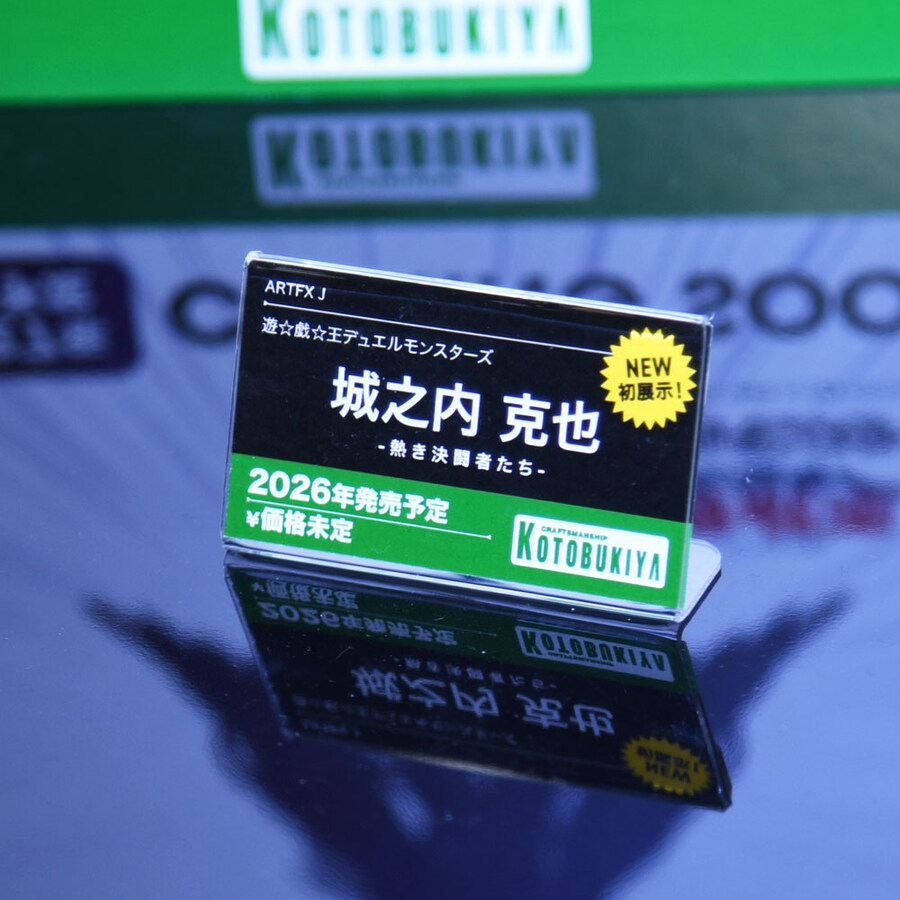 KOTOBUKIYA
ARTFX J
遊☆戯☆王デュエルモンスターズ
NEW
初展示！
城之内 克也
-熱き決闘者たち-
2026年発売予定
価格未定
CRAFTSMANSHIP
KOTOBUKIYA